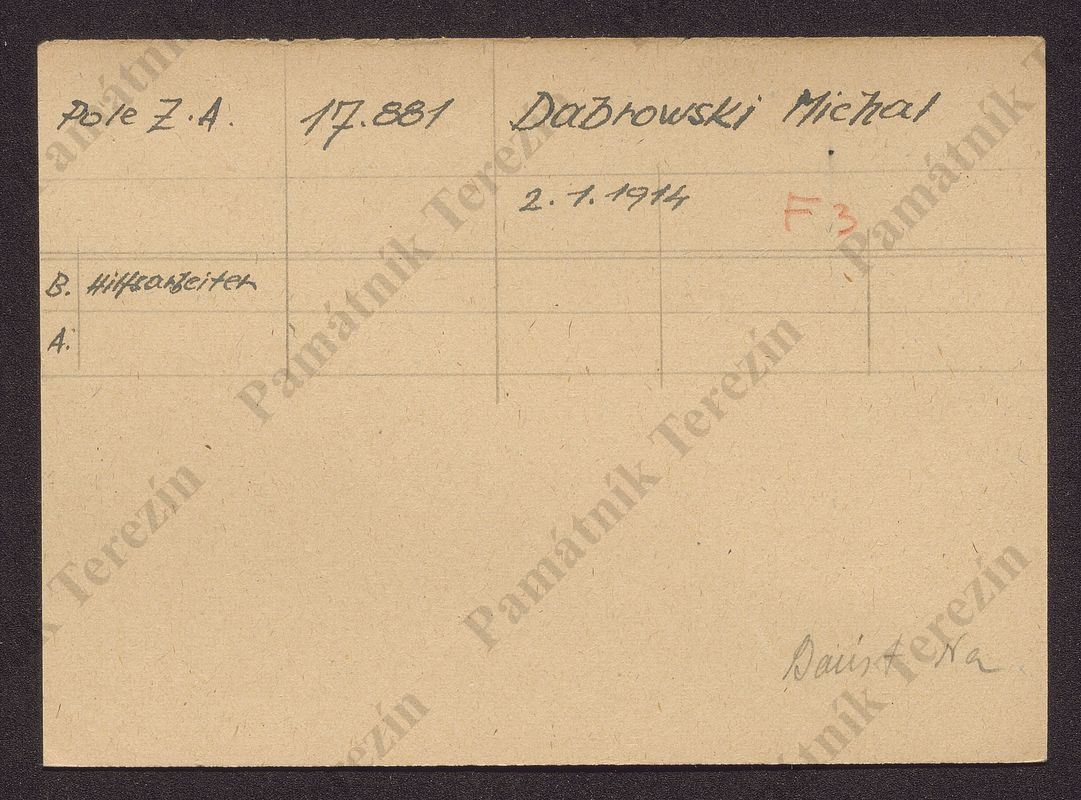 Pole Z.A. 17.881 Dabrowski Michal
2.1.1914 F3
B. Hilfsarbeiter
A.
Památník Terezín